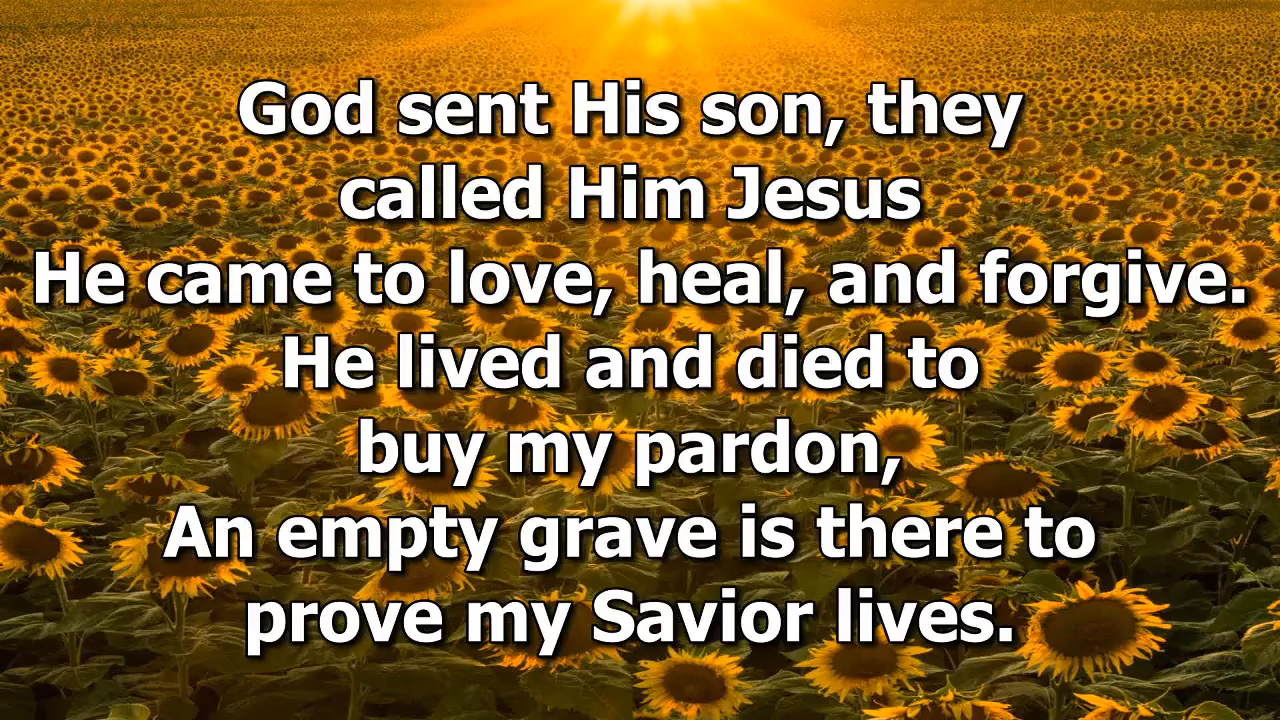 God sent His son, they
called Him Jesus
He came to love, heal, and forgive.
He lived and died to
buy my pardon,
An empty grave is there to
prove my Savior lives.